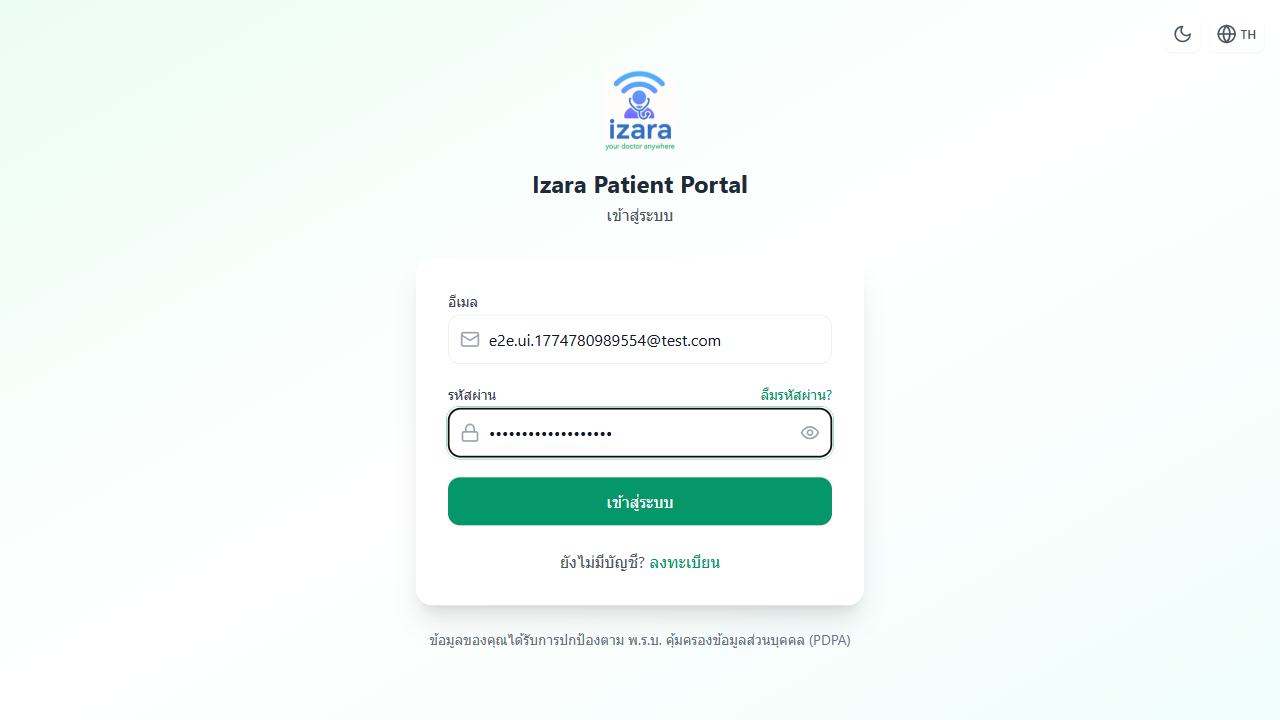 TH
izara
your doctor anywhere
Izara Patient Portal
เข้าสู่ระบบ
อีเมล
e2e.ui.1774780989554@test.com
รหัสผ่าน
ลืมรหัสผ่าน?
•••••••••••••••••••
เข้าสู่ระบบ
ยังไม่มีบัญชี? ลงทะเบียน
ข้อมูลของคุณได้รับการปกป้องตาม พ.ร.บ. คุ้มครองข้อมูลส่วนบุคคล (PDPA)